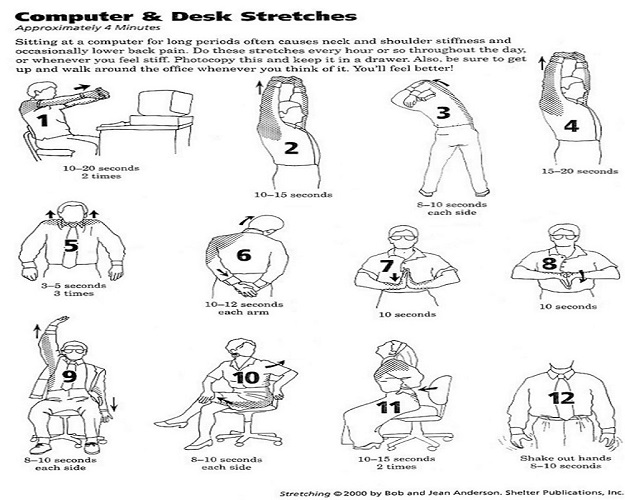 Computer & Desk Stretches
Approximately 4 Minutes
Sitting at a computer for long periods often causes neck and shoulder stiffness and
occasionally lower back pain. Do these stretches every hour or so throughout the day,
or whenever you feel stiff. Photocopy this and keep it in a drawer. Also, be sure to get
up and walk around the office whenever you think of it. You'll feel better!
1
10–20 seconds
2 times
2
10–15 seconds
3
8–10 seconds
each side
4
15–20 seconds
5
3–5 seconds
3 times
6
10–12 seconds
each arm
7
10 seconds
8
10 seconds
9
8–10 seconds
each side
10
8–10 seconds
each side
11
10–15 seconds
2 times
12
Shake out hands
8–10 seconds
Stretching ©2000 by Bob and Jean Anderson. Shelter Publications, Inc.